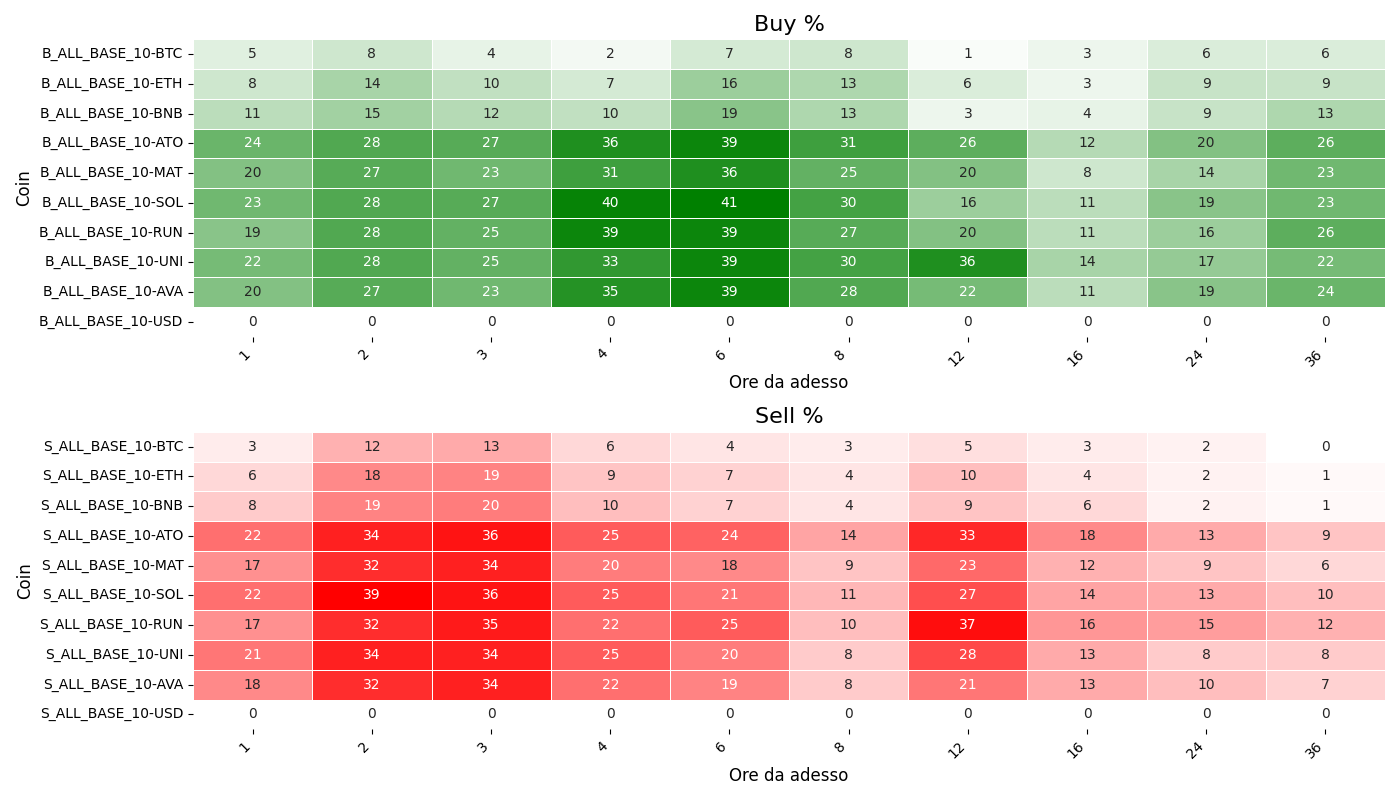 Buy %
Coin
B_ALL_BASE_10-BTC 5 8 4 2 7 8 1 3 6 6
B_ALL_BASE_10-ETH 8 14 10 7 16 13 6 3 9 9
B_ALL_BASE_10-BNB 11 15 12 10 19 13 3 4 9 13
B_ALL_BASE_10-ATO 24 28 27 36 39 31 26 12 20 26
B_ALL_BASE_10-MAT 20 27 23 31 36 25 20 8 14 23
B_ALL_BASE_10-SOL 23 28 27 40 41 30 16 11 19 23
B_ALL_BASE_10-RUN 19 28 25 39 39 27 20 11 16 26
B_ALL_BASE_10-UNI 22 28 25 33 39 30 36 14 17 22
B_ALL_BASE_10-AVA 20 27 23 35 39 28 22 11 19 24
B_ALL_BASE_10-USD 0 0 0 0 0 0 0 0 0 0
1 2 3 4 6 8 12 16 24 36
Ore da adesso
Sell %
Coin
S_ALL_BASE_10-BTC 3 12 13 6 4 3 5 3 2 0
S_ALL_BASE_10-ETH 6 18 19 9 7 4 10 4 2 1
S_ALL_BASE_10-BNB 8 19 20 10 7 4 9 6 2 1
S_ALL_BASE_10-ATO 22 34 36 25 24 14 33 18 13 9
S_ALL_BASE_10-MAT 17 32 34 20 18 9 23 12 9 6
S_ALL_BASE_10-SOL 22 39 36 25 21 11 27 14 13 10
S_ALL_BASE_10-RUN 17 32 35 22 25 10 37 16 15 12
S_ALL_BASE_10-UNI 21 34 34 25 20 8 28 13 8 8
S_ALL_BASE_10-AVA 18 32 34 22 19 8 21 13 10 7
S_ALL_BASE_10-USD 0 0 0 0 0 0 0 0 0 0
1 2 3 4 6 8 12 16 24 36
Ore da adesso